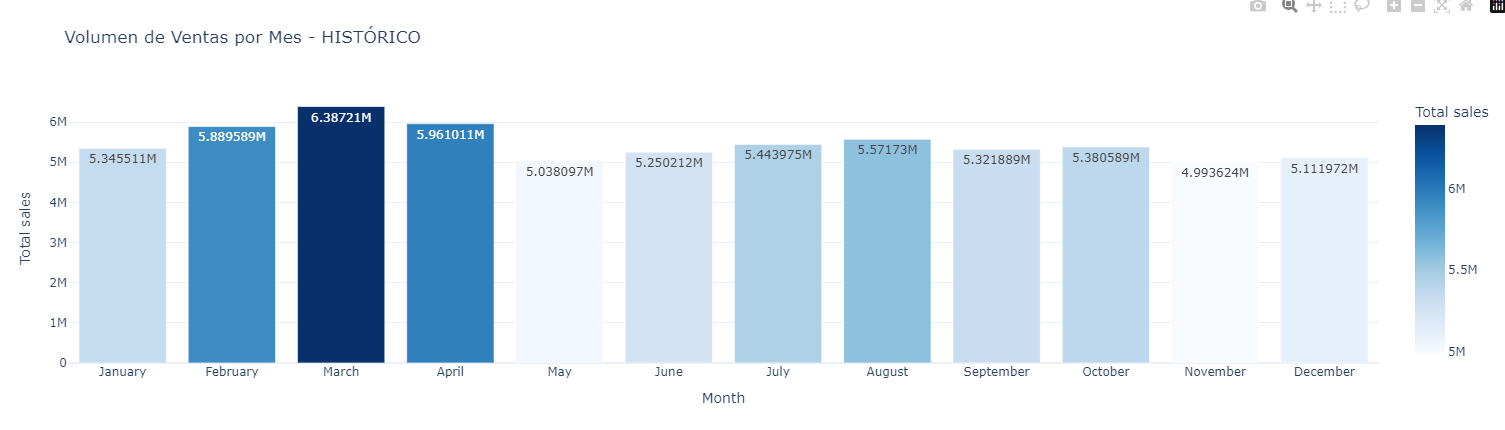 Volumen de Ventas por Mes - HISTÓRICO
Total sales
6M
5M
4M
3M
2M
1M
0
5.345511M
5.889589M
6.38721M
5.961011M
5.038097M
5.250212M
5.443975M
5.57173M
5.321889M
5.380589M
4.993624M
5.111972M
January
February
March
April
May
June
July
August
September
October
November
December
Month
Total sales
6M
5.5M
5M